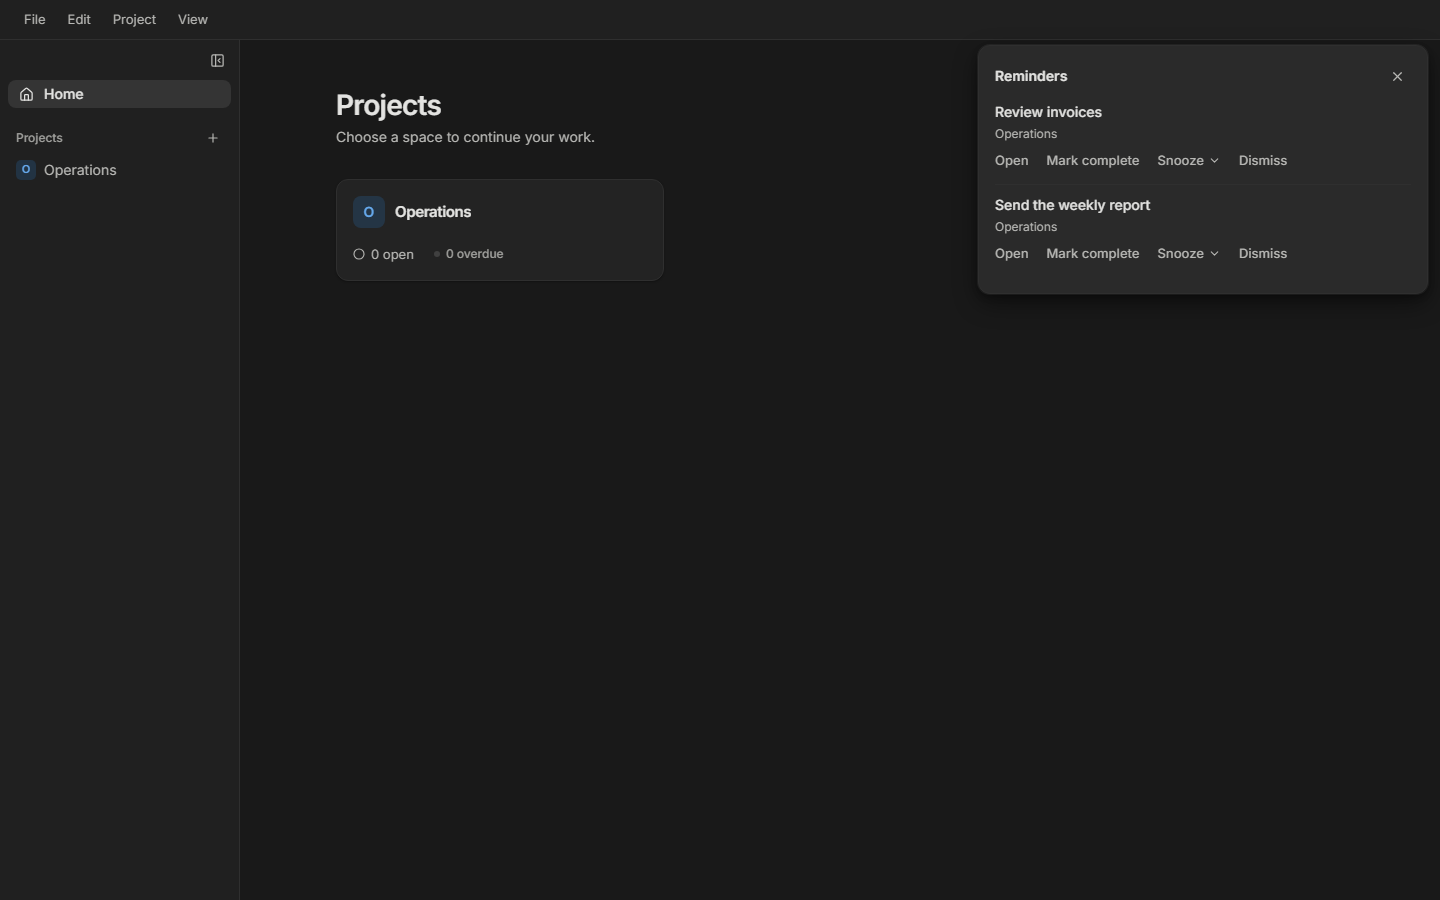 File Edit Project View
Home
Projects
O Operations
Projects
Choose a space to continue your work.
O Operations
0 open 0 overdue
Reminders
Review invoices
Operations
Open Mark complete Snooze Dismiss
Send the weekly report
Operations
Open Mark complete Snooze Dismiss